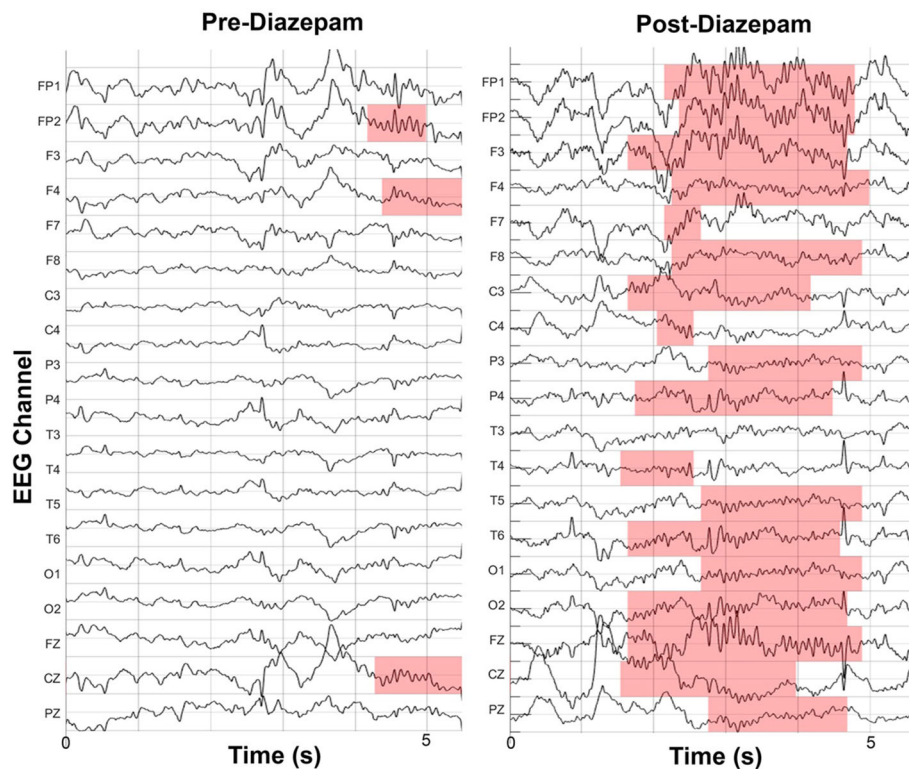 Pre-Diazepam
Post-Diazepam
EEG Channel
FP1
FP2
F3
F4
F7
F8
C3
C4
P3
P4
T3
T4
T5
T6
O1
O2
FZ
CZ
PZ
0
5
Time (s)
FP1
FP2
F3
F4
F7
F8
C3
C4
P3
P4
T3
T4
T5
T6
O1
O2
FZ
CZ
PZ
0
5
Time (s)